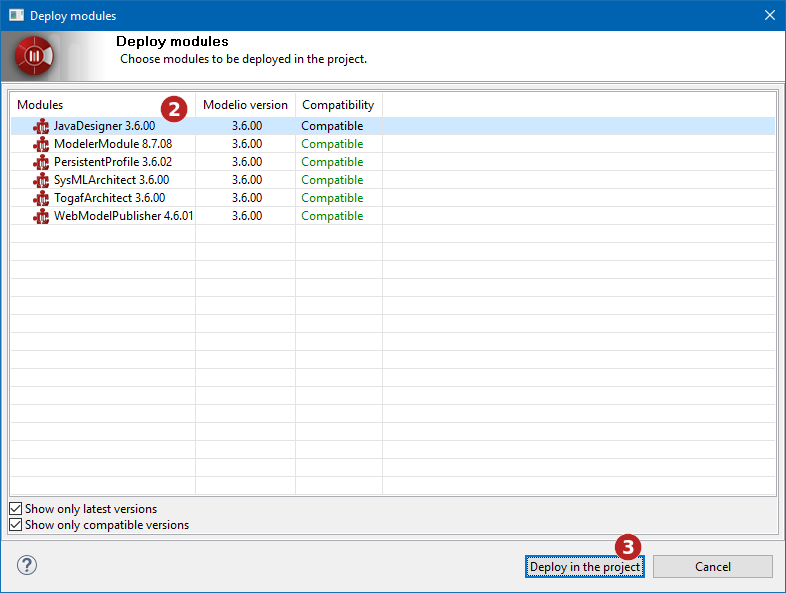 Deploy modules
Deploy modules
Choose modules to be deployed in the project.
Modules 2 Modelio version Compatibility
JavaDesigner 3.6.00 3.6.00 Compatible
ModelerModule 8.7.08 3.6.00 Compatible
PersistentProfile 3.6.02 3.6.00 Compatible
SysMLArchitect 3.6.00 3.6.00 Compatible
TogafArchitect 3.6.00 3.6.00 Compatible
WebModelPublisher 4.6.01 3.6.00 Compatible
Show only latest versions
Show only compatible versions
3
? Deploy in the project Cancel